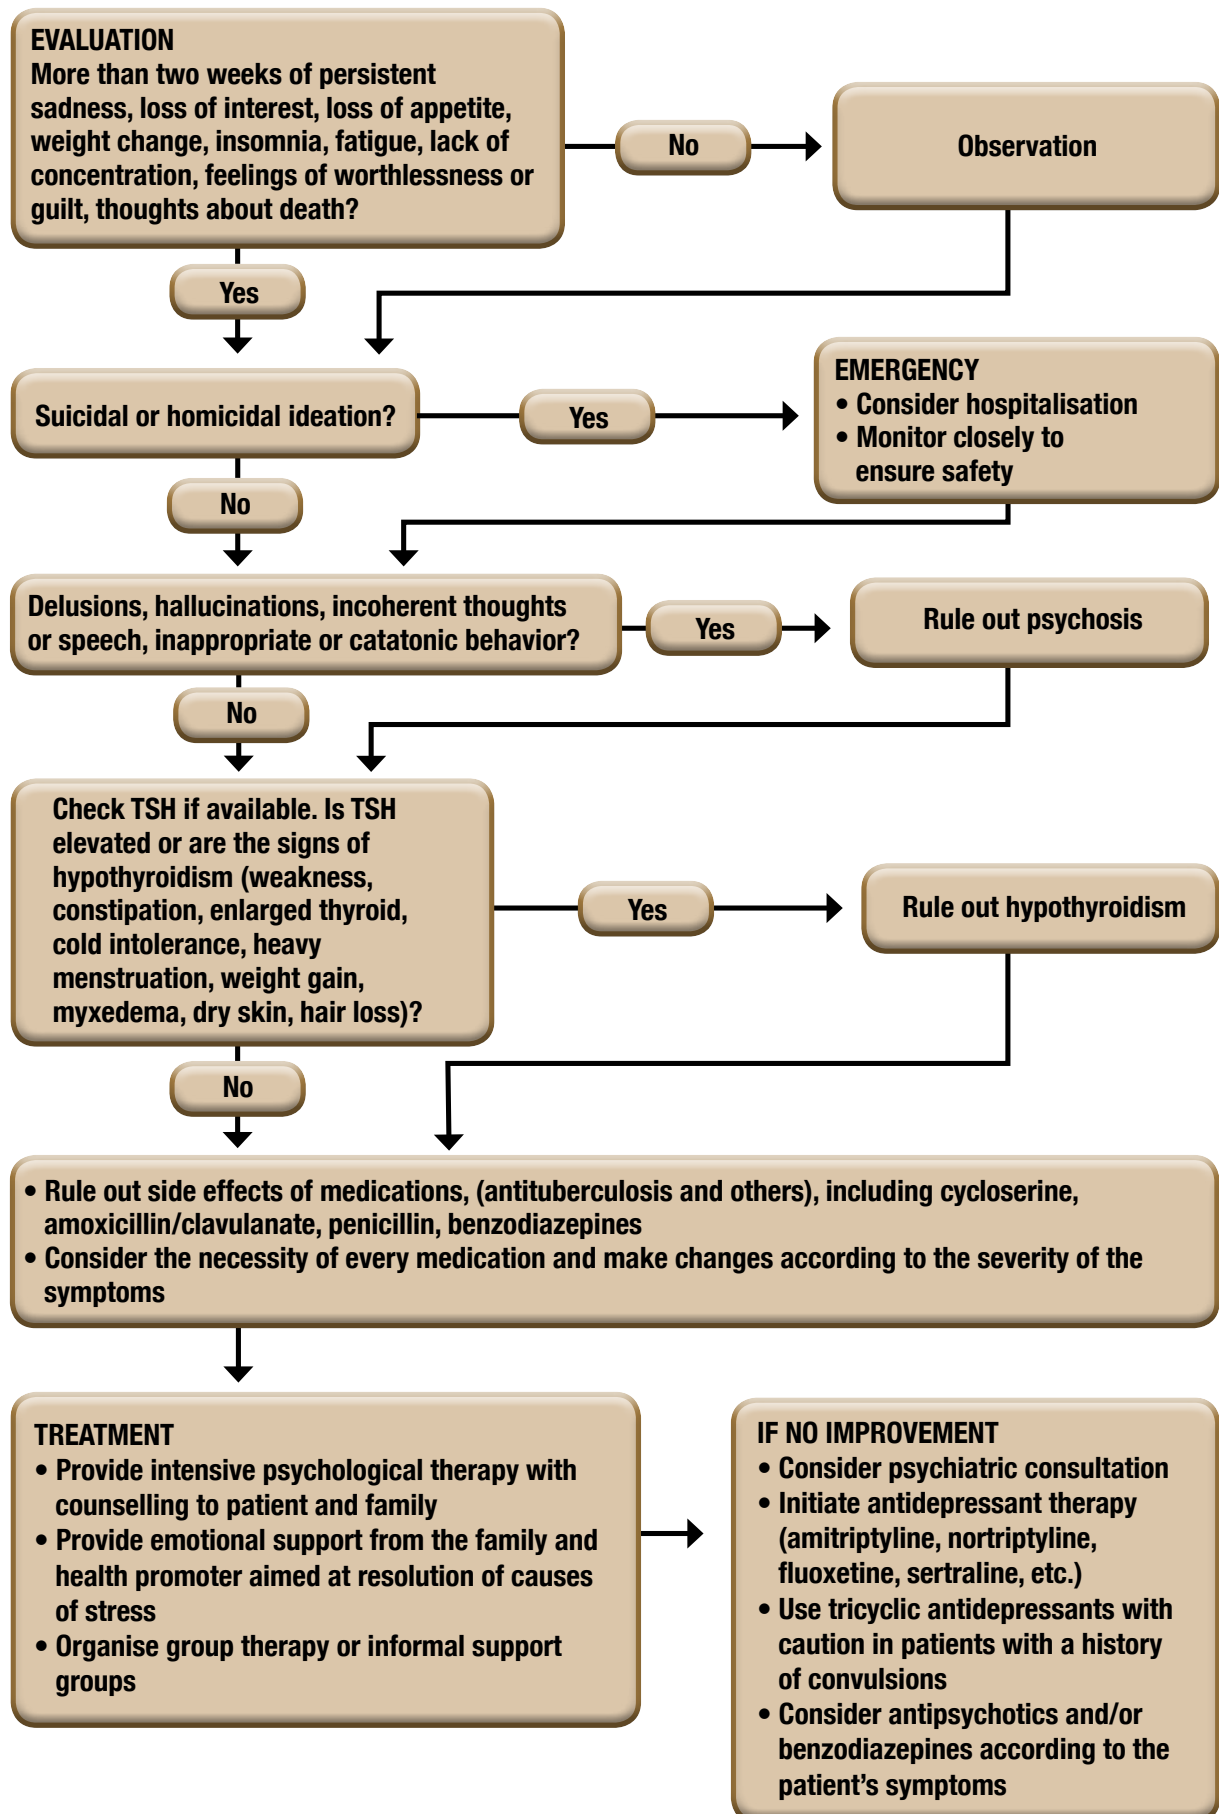 EVALUATION
More than two weeks of persistent
sadness, loss of interest, loss of appetite,
weight change, insomnia, fatigue, lack of
concentration, feelings of worthlessness or
guilt, thoughts about death?
No
Observation
Yes
Suicidal or homicidal ideation?
Yes
EMERGENCY
• Consider hospitalisation
• Monitor closely to
ensure safety
No
Delusions, hallucinations, incoherent thoughts
or speech, inappropriate or catatonic behavior?
Yes
Rule out psychosis
No
Check TSH if available. Is TSH
elevated or are the signs of
hypothyroidism (weakness,
constipation, enlarged thyroid,
cold intolerance, heavy
menstruation, weight gain,
myxedema, dry skin, hair loss)?
Yes
Rule out hypothyroidism
No
• Rule out side effects of medications, (antituberculosis and others), including cycloserine,
amoxicillin/clavulanate, penicillin, benzodiazepines
• Consider the necessity of every medication and make changes according to the severity of the
symptoms
TREATMENT
• Provide intensive psychological therapy with
counselling to patient and family
• Provide emotional support from the family and
health promoter aimed at resolution of causes
of stress
• Organise group therapy or informal support
groups
IF NO IMPROVEMENT
• Consider psychiatric consultation
• Initiate antidepressant therapy
(amitriptyline, nortriptyline,
fluoxetine, sertraline, etc.)
• Use tricyclic antidepressants with
caution in patients with a history
of convulsions
• Consider antipsychotics and/or
benzodiazepines according to the
patient’s symptoms